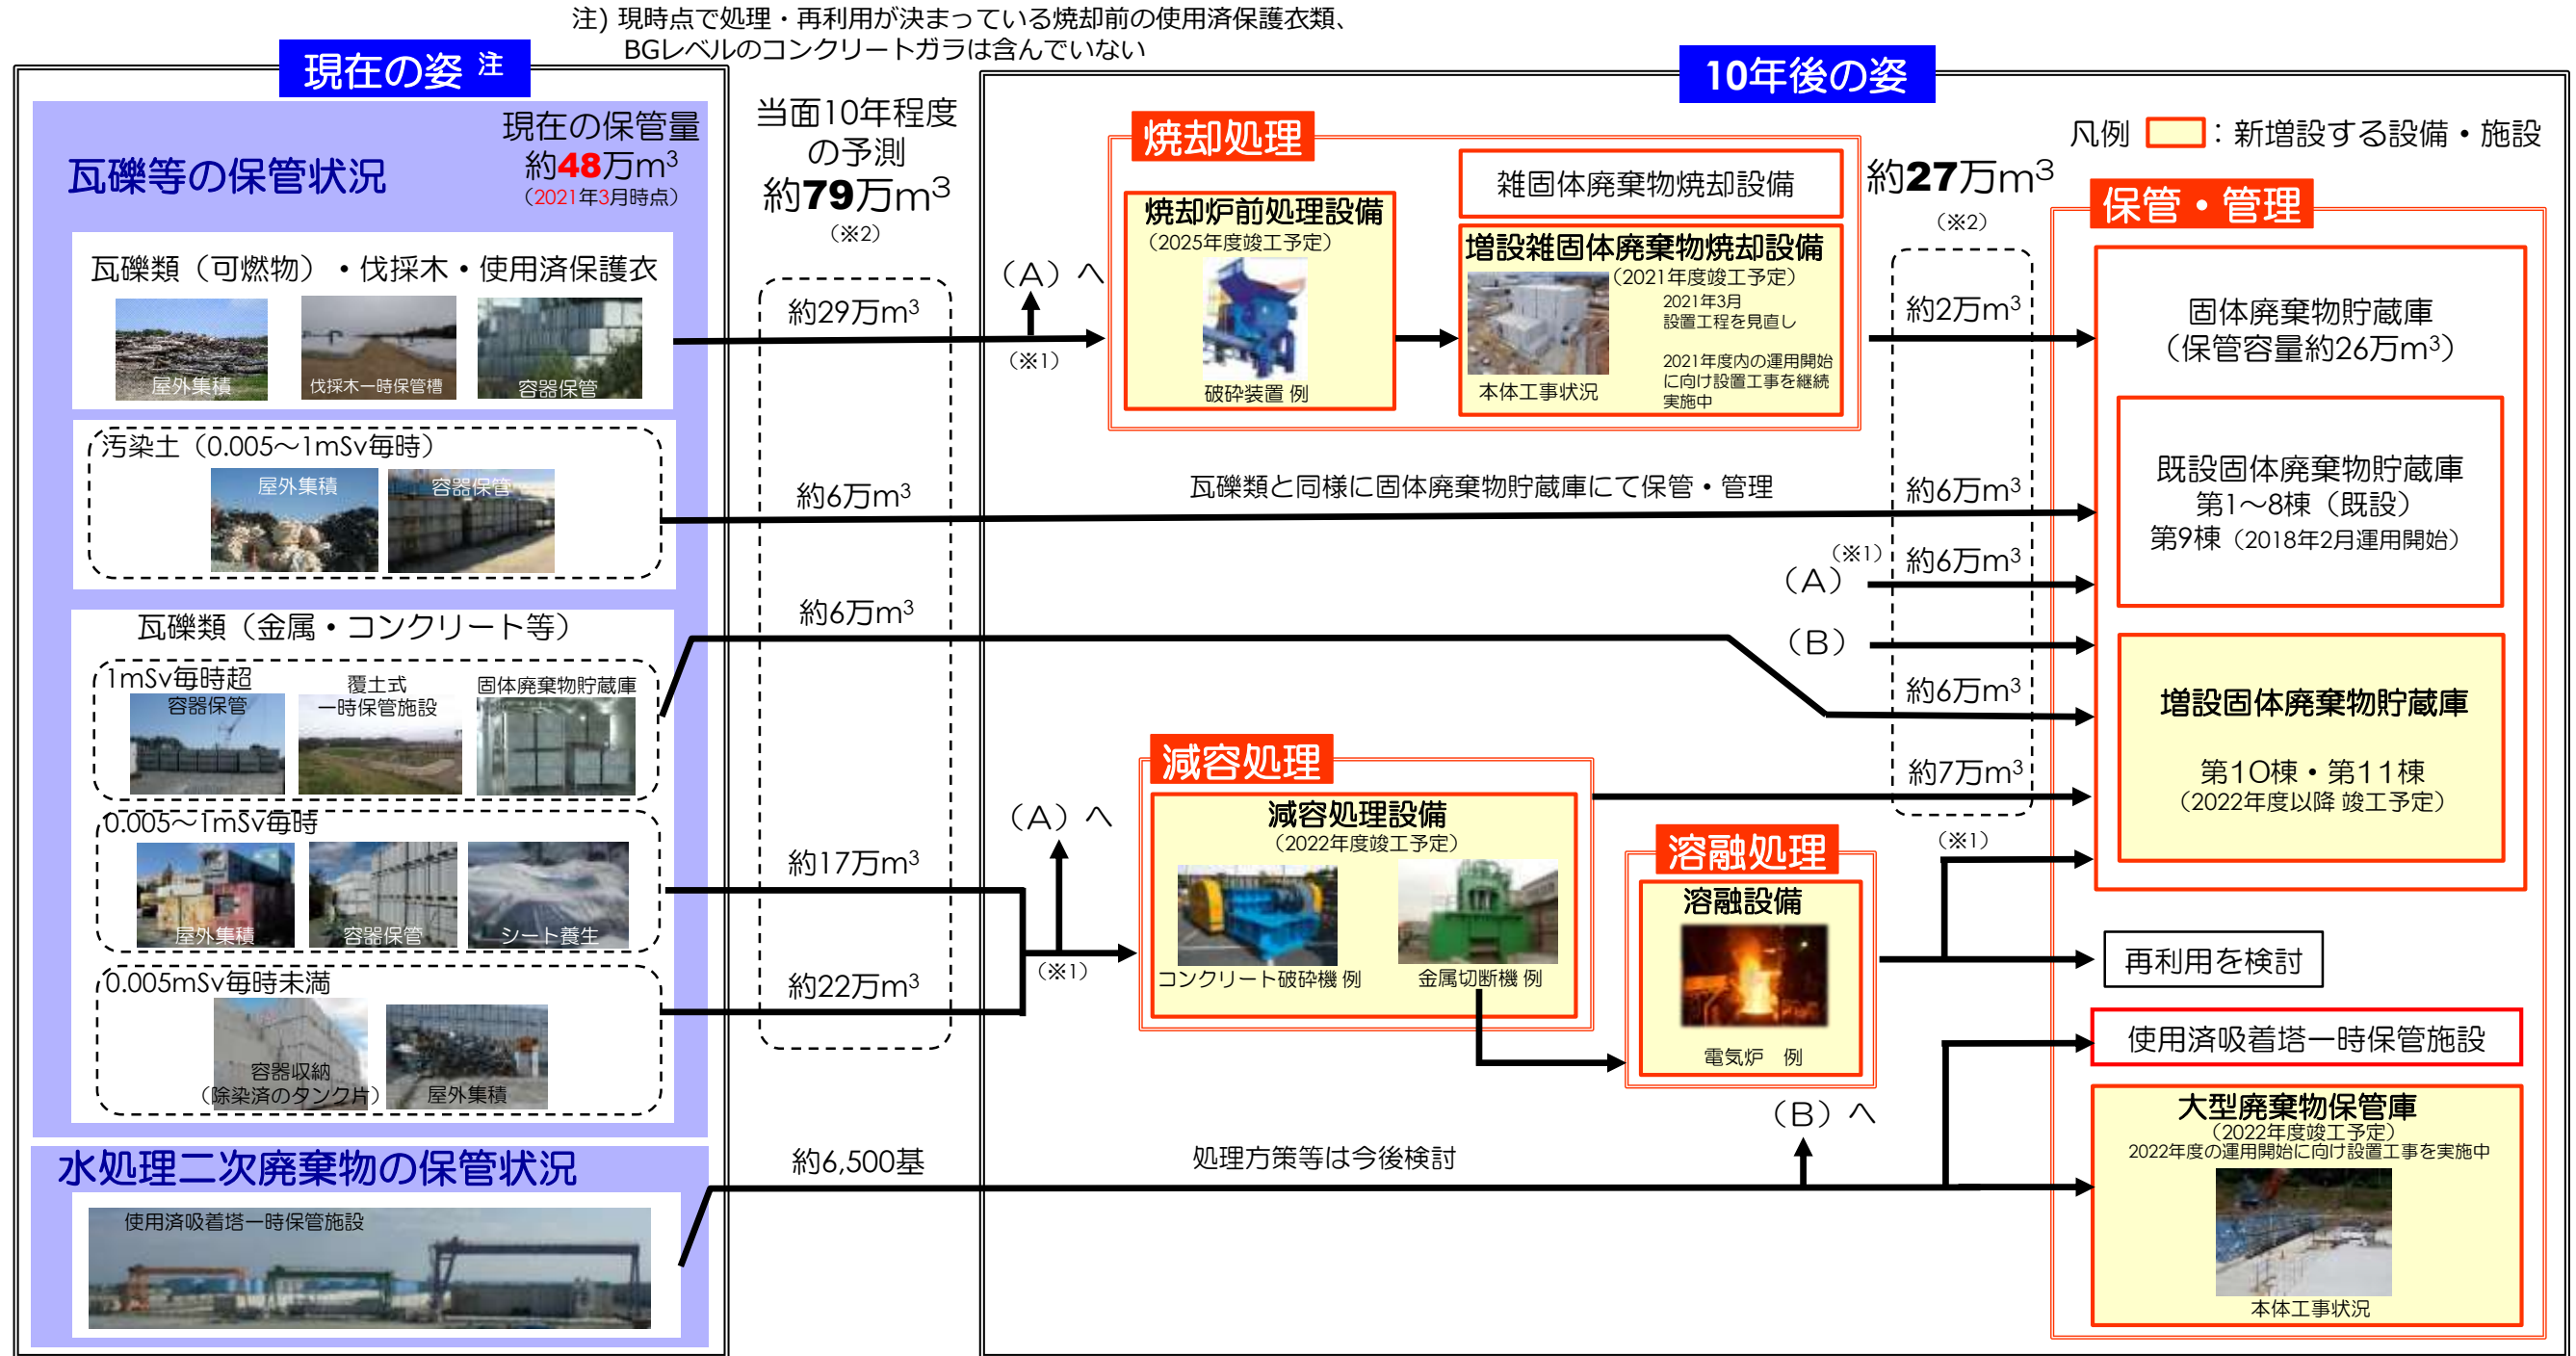 注) 現時点で処理・再利用が決まっている焼却前の使用済保護衣類、
BGレベルのコンクリートガラは含んでいない
現在の姿 注
瓦礫等の保管状況
現在の保管量
約48万m³
（2021年3月時点）
瓦礫類（可燃物）・伐採木・使用済保護衣
屋外集積
伐採木一時保管槽
容器保管
汚染土（0.005～1mSv毎時）
屋外集積
容器保管
瓦礫類（金属・コンクリート等）
1mSv毎時超
容器保管
覆土式
一時保管施設
固体廃棄物貯蔵庫
0.005～1mSv毎時
屋外集積
容器保管
シート養生
0.005mSv毎時未満
容器収納
（除染済のタンク片）
屋外集積
水処理二次廃棄物の保管状況
使用済吸着塔一時保管施設
当面10年程度
の予測
約79万m³
（※2）
約29万m³
約6万m³
約6万m³
約17万m³
約22万m³
約6,500基
10年後の姿
凡例　：新増設する設備・施設
焼却処理
（A）へ
（※1）
焼却炉前処理設備
（2025年度竣工予定）
破砕装置 例
雑固体廃棄物焼却設備
増設雑固体廃棄物焼却設備
（2021年度竣工予定）
2021年3月
設置工程を見直し
2021年度内の運用開始
に向け設置工事を継続
実施中
本体工事状況
瓦礫類と同様に固体廃棄物貯蔵庫にて保管・管理
（A）
（※1）
（B）
減容処理
（A）へ
（※1）
減容処理設備
（2022年度竣工予定）
コンクリート破砕機 例
金属切断機 例
溶融処理
溶融設備
電気炉　例
（B）へ
処理方策等は今後検討
約27万m³
（※2）
約2万m³
約6万m³
約6万m³
約6万m³
約7万m³
（※1）
保管・管理
固体廃棄物貯蔵庫
（保管容量約26万m³）
既設固体廃棄物貯蔵庫
第1～8棟（既設）
第9棟（2018年2月運用開始）
増設固体廃棄物貯蔵庫
第10棟・第11棟
（2022年度以降 竣工予定）
再利用を検討
使用済吸着塔一時保管施設
大型廃棄物保管庫
（2022年度竣工予定）
2022年度の運用開始に向け設置工事を実施中
本体工事状況